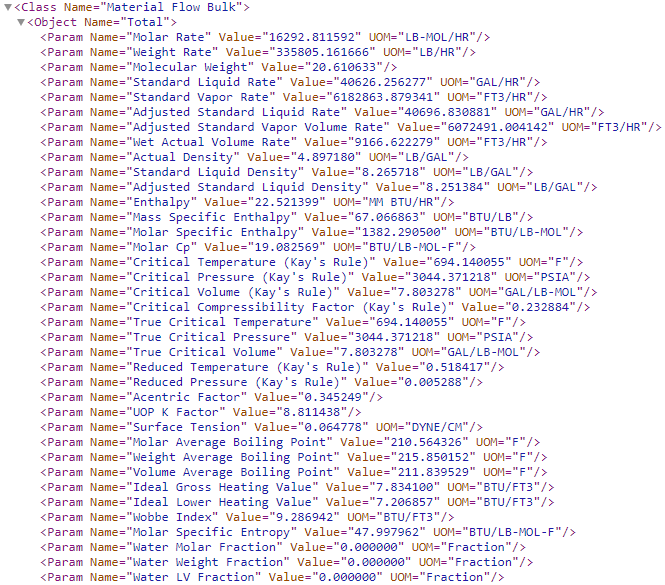 <Class Name="Material Flow Bulk">
<Object Name="Total">
<Param Name="Molar Rate" Value="16292.811592" UOM="LB-MOL/HR"/>
<Param Name="Weight Rate" Value="335805.161666" UOM="LB/HR"/>
<Param Name="Molecular Weight" Value="20.610633"/>
<Param Name="Standard Liquid Rate" Value="40626.256277" UOM="GAL/HR"/>
<Param Name="Standard Vapor Rate" Value="6182863.879341" UOM="FT3/HR"/>
<Param Name="Adjusted Standard Liquid Rate" Value="40696.830881" UOM="GAL/HR"/>
<Param Name="Adjusted Standard Vapor Volume Rate" Value="6072491.004142" UOM="FT3/HR"/>
<Param Name="Wet Actual Volume Rate" Value="9166.622279" UOM="FT3/HR"/>
<Param Name="Actual Density" Value="4.897180" UOM="LB/GAL"/>
<Param Name="Standard Liquid Density" Value="8.265718" UOM="LB/GAL"/>
<Param Name="Adjusted Standard Liquid Density" Value="8.251384" UOM="LB/GAL"/>
<Param Name="Enthalpy" Value="22.521399" UOM="MM BTU/HR"/>
<Param Name="Mass Specific Enthalpy" Value="67.066863" UOM="BTU/LB"/>
<Param Name="Molar Specific Enthalpy" Value="1382.290500" UOM="BTU/LB-MOL"/>
<Param Name="Molar Cp" Value="19.082569" UOM="BTU/LB-MOL-F"/>
<Param Name="Critical Temperature (Kay's Rule)" Value="694.140055" UOM="F"/>
<Param Name="Critical Pressure (Kay's Rule)" Value="3044.371218" UOM="PSIA"/>
<Param Name="Critical Volume (Kay's Rule)" Value="7.803278" UOM="GAL/LB-MOL"/>
<Param Name="Critical Compressibility Factor (Kay's Rule)" Value="0.232884"/>
<Param Name="True Critical Temperature" Value="694.140055" UOM="F"/>
<Param Name="True Critical Pressure" Value="3044.371218" UOM="PSIA"/>
<Param Name="True Critical Volume" Value="7.803278" UOM="GAL/LB-MOL"/>
<Param Name="Reduced Temperature (Kay's Rule)" Value="0.518417"/>
<Param Name="Reduced Pressure (Kay's Rule)" Value="0.005288"/>
<Param Name="Acentric Factor" Value="0.345249"/>
<Param Name="UOP K Factor" Value="8.811438"/>
<Param Name="Surface Tension" Value="0.064778" UOM="DYNE/CM"/>
<Param Name="Molar Average Boiling Point" Value="210.564326" UOM="F"/>
<Param Name="Weight Average Boiling Point" Value="215.850152" UOM="F"/>
<Param Name="Volume Average Boiling Point" Value="211.839529" UOM="F"/>
<Param Name="Ideal Gross Heating Value" Value="7.834100" UOM="BTU/FT3"/>
<Param Name="Ideal Lower Heating Value" Value="7.206857" UOM="BTU/FT3"/>
<Param Name="Wobbe Index" Value="9.286942" UOM="BTU/FT3"/>
<Param Name="Molar Specific Entropy" Value="47.997962" UOM="BTU/LB-MOL-F"/>
<Param Name="Water Molar Fraction" Value="0.000000" UOM="Fraction"/>
<Param Name="Water Weight Fraction" Value="0.000000" UOM="Fraction"/>
<Param Name="Water LV Fraction" Value="0.000000" UOM="Fraction"/>